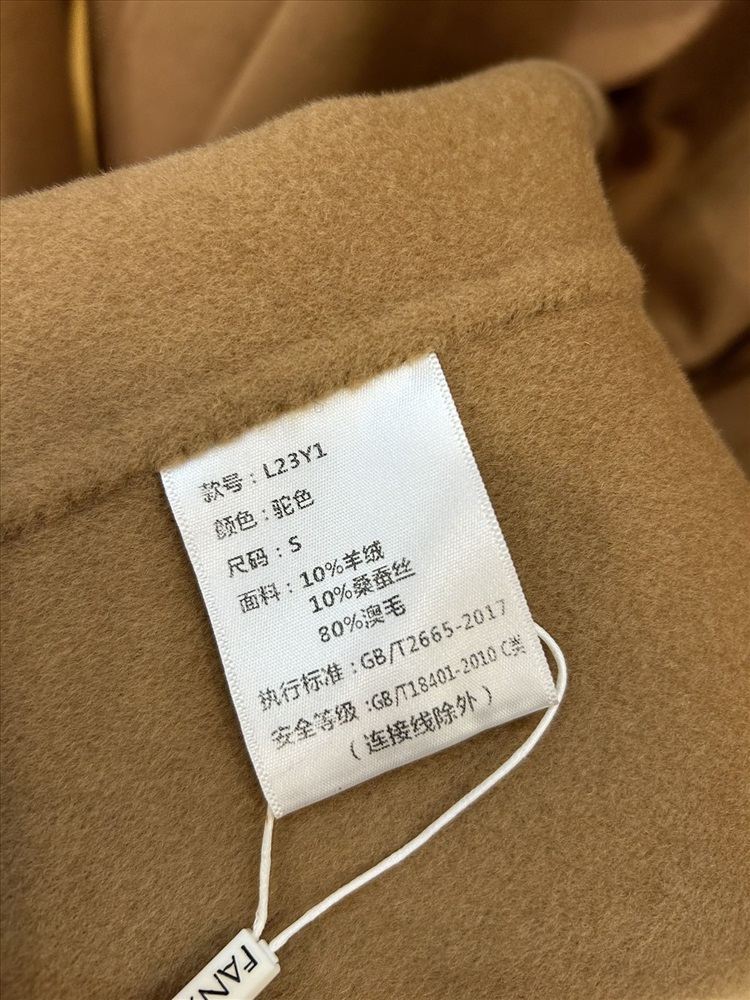 款号：L23Y1
颜色：驼色
尺码：S
面料：10%羊绒
10%桑蚕丝
80%澳毛
执行标准：GB/T2665-2017
安全等级：GB/T18401-2010 C类
（连接线除外）
FAN